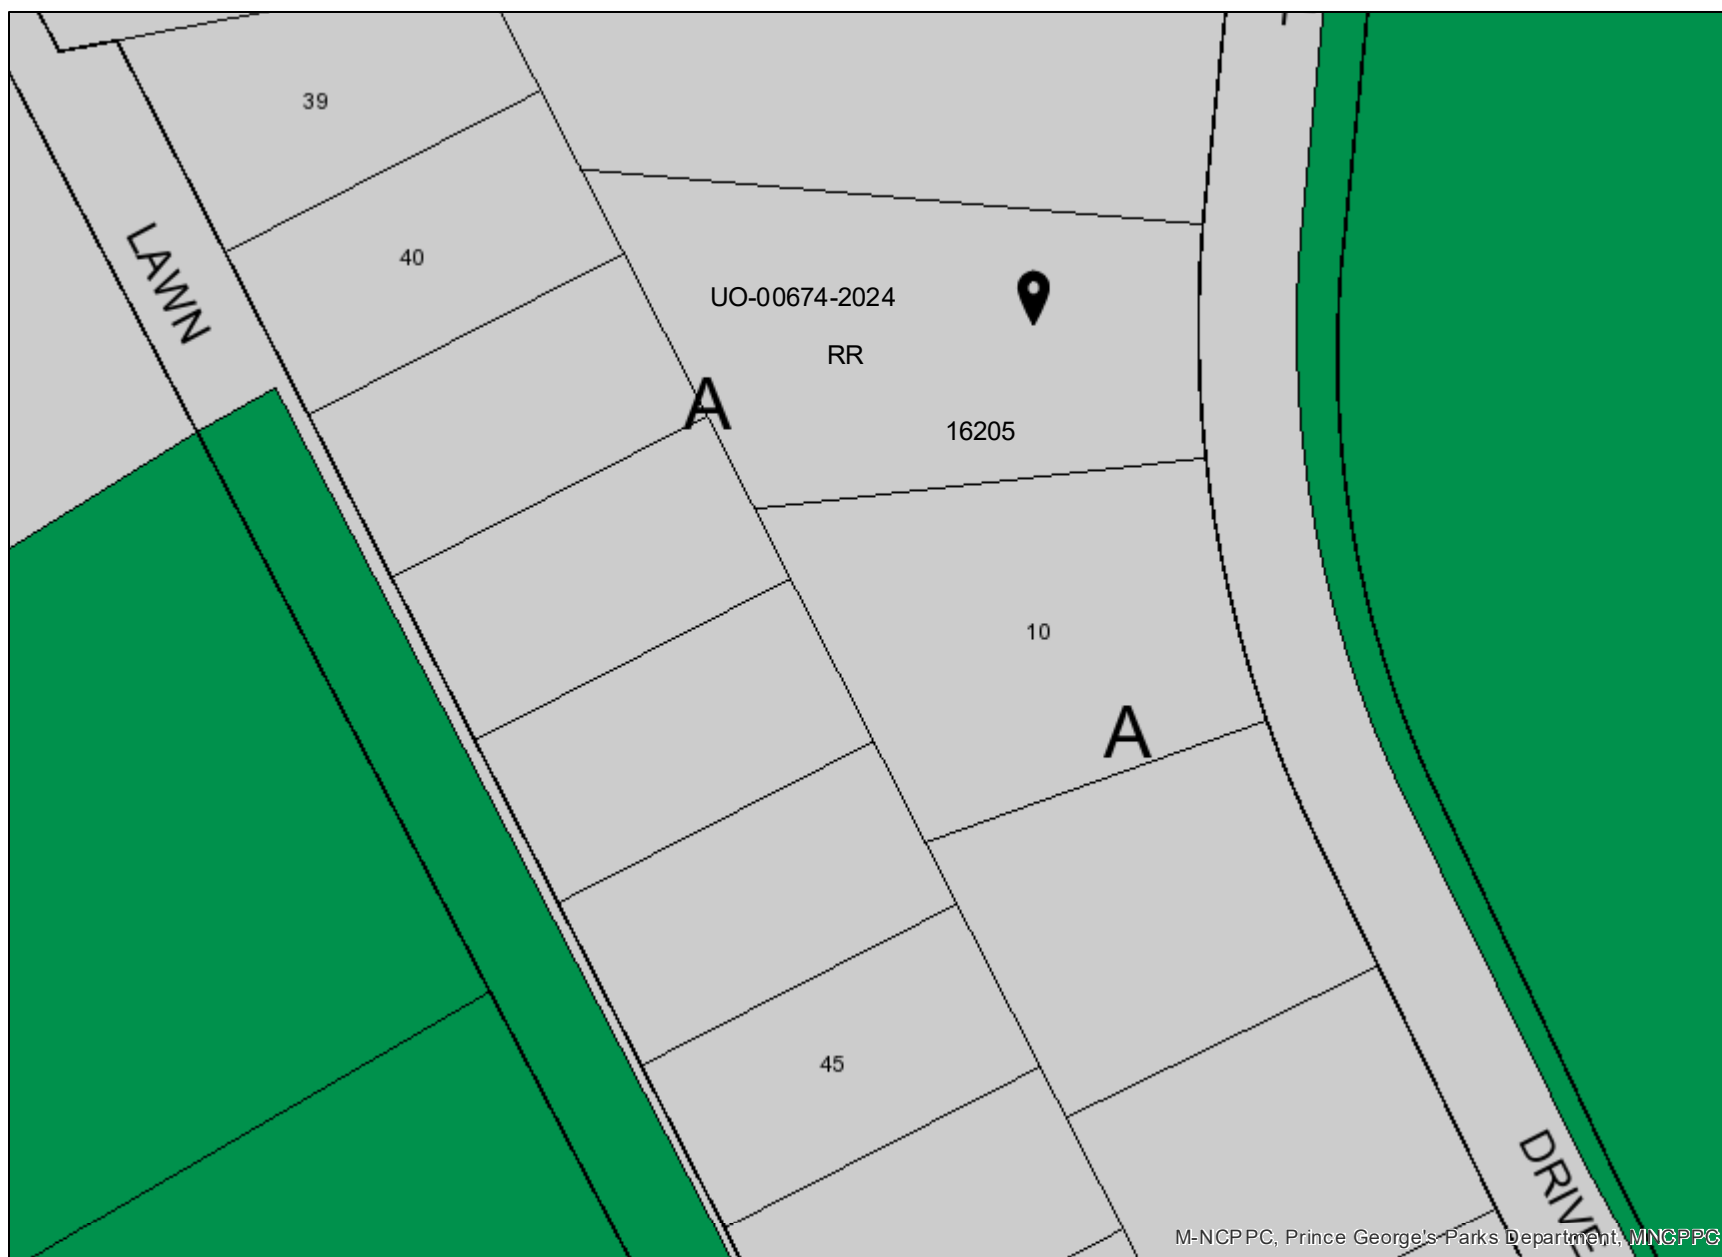 39
40
LAWN
UO-00674-2024
RR
A
16205
10
A
45
DRIVE
M-NCPPC, Prince George's Parks Department, MNCPPC